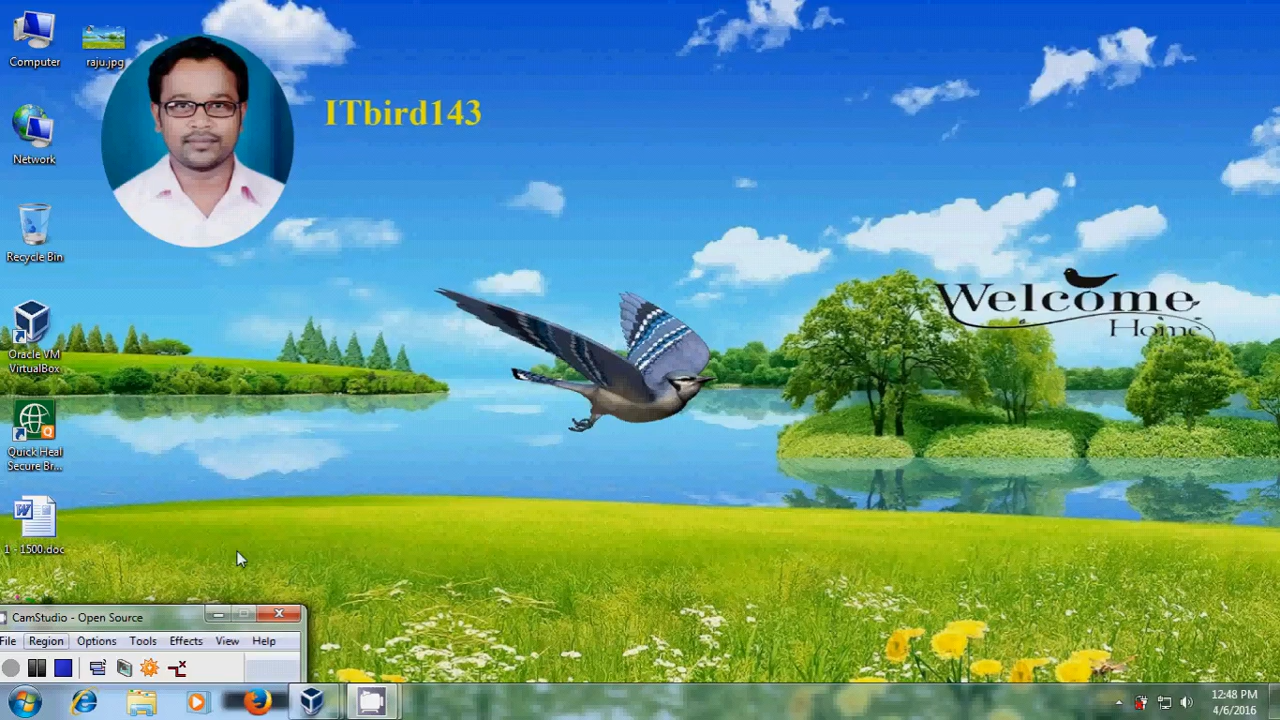 Computer
raju.jpg
ITbird143
Network
Recycle Bin
Welcome
Home
Oracle VM
VirtualBox
Quick Heal
Secure Br...
1 - 1500.doc
CamStudio - Open Source
File Region Options Tools Effects View Help
12:48 PM
4/6/2016